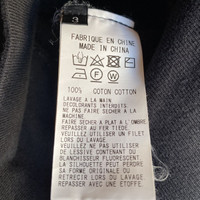 3
FABRIQUE EN CHINE
MADE IN CHINA
W
100% COTON COTTON
LAVAGE A LA MAIN
DECOLORANTS INTERDITS
NE PAS FAIRE SECHER A LA
MACHINE
FAIRE SECHER A PLAT A L'OMBRE
REPASSER AU FER TIEDE
VEUILLEZ UTILISER UN FILET
LORS DU LAVAGE.
VEUILLEZ NE PAS UTILISER
DE LESSIVE CONTENANT DU
BLANCHISSEUR FLUORESCENT
LA SILHOUETTE PEUT PERDRE
SA FORME ORIGINALE OU
RETRECIR LORS DU LAVAGE
AVEC UNE ETOFFE.